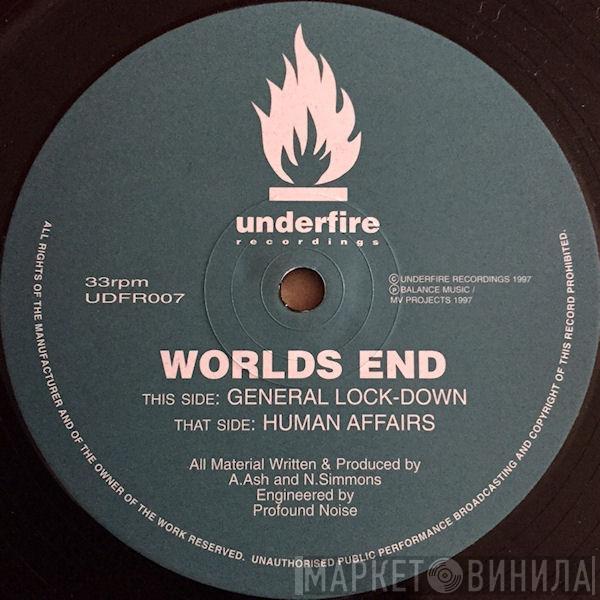 underfire
recordings
33rpm
UDFR007
© UNDERFIRE RECORDINGS 1997
℗ BALANCE MUSIC /
MV PROJECTS 1997
WORLDS END
THIS SIDE: GENERAL LOCK-DOWN
THAT SIDE: HUMAN AFFAIRS
All Material Written & Produced by
A.Ash and N.Simmons
Engineered by
Profound Noise
ALL RIGHTS OF THE MANUFACTURER AND OF THE OWNER OF THE WORK RESERVED. UNAUTHORISED PUBLIC PERFORMANCE BROADCASTING AND COPYRIGHT OF THIS RECORD PROHIBITED.
МАРКЕТ ВИНИЛА